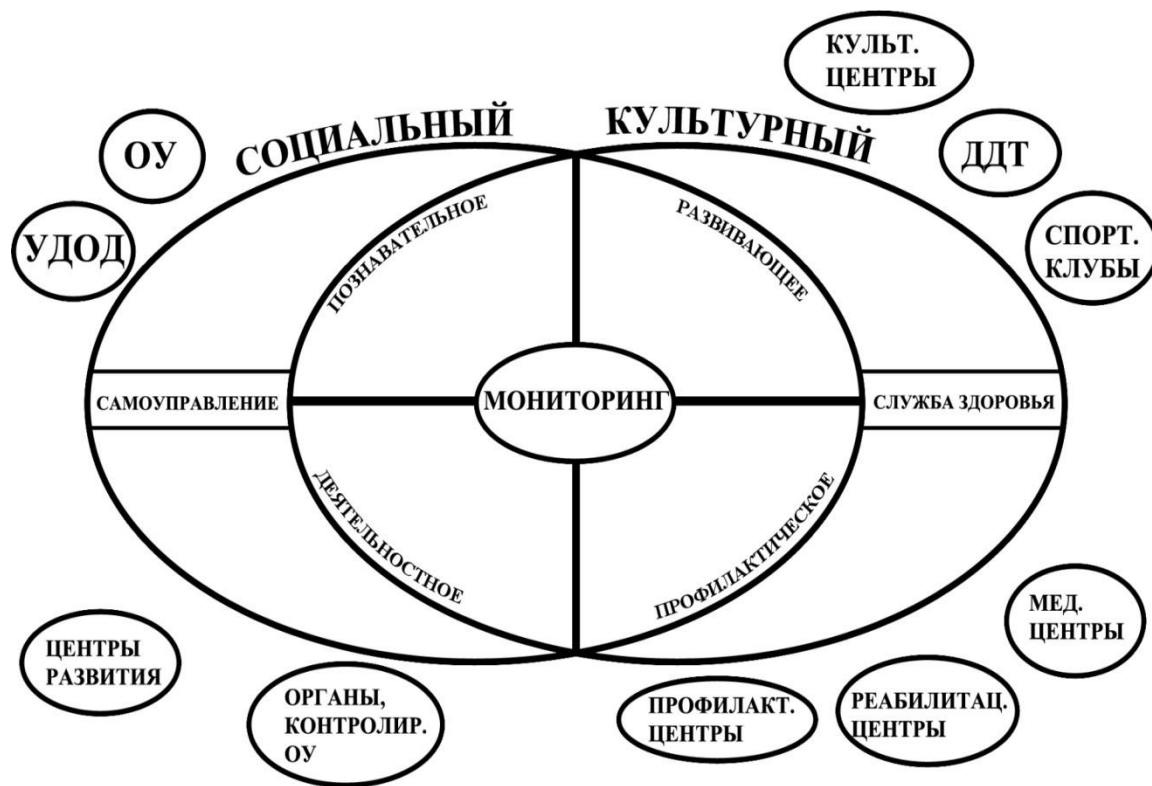 КУЛЬТ.
ЦЕНТРЫ
СОЦИАЛЬНЫЙ
КУЛЬТУРНЫЙ
ОУ
ДДТ
УДОД
СПОРТ.
КЛУБЫ
ПОЗНАВАТЕЛЬНОЕ
РАЗВИВАЮЩЕЕ
САМОУПРАВЛЕНИЕ
МОНИТОРИНГ
СЛУЖБА ЗДОРОВЬЯ
ДЕЯТЕЛЬНОСТНОЕ
ПРОФИЛАКТИЧЕСКОЕ
МЕД.
ЦЕНТРЫ
ЦЕНТРЫ
РАЗВИТИЯ
ОРГАНЫ,
КОНТРОЛИР.
ОУ
ПРОФИЛАКТ.
ЦЕНТРЫ
РЕАБИЛИТАЦ.
ЦЕНТРЫ